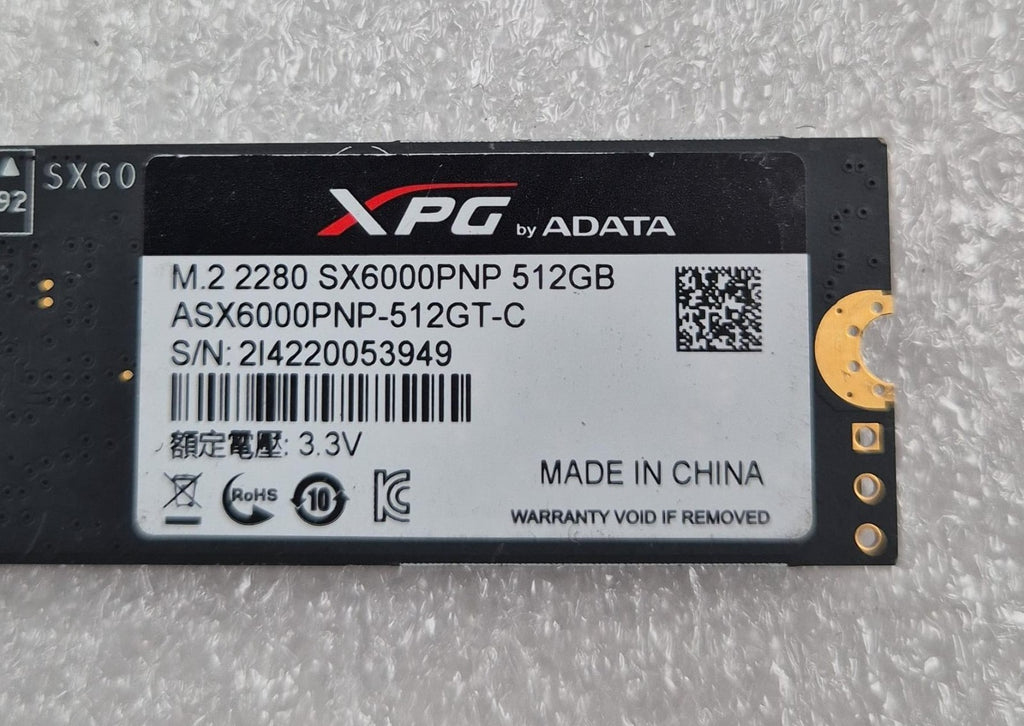 92
SX60
XPG by ADATA
M.2 2280 SX6000PNP 512GB
ASX6000PNP-512GT-C
S/N: 2I4220053949
額定電壓: 3.3V
RoHS
10
MADE IN CHINA
WARRANTY VOID IF REMOVED